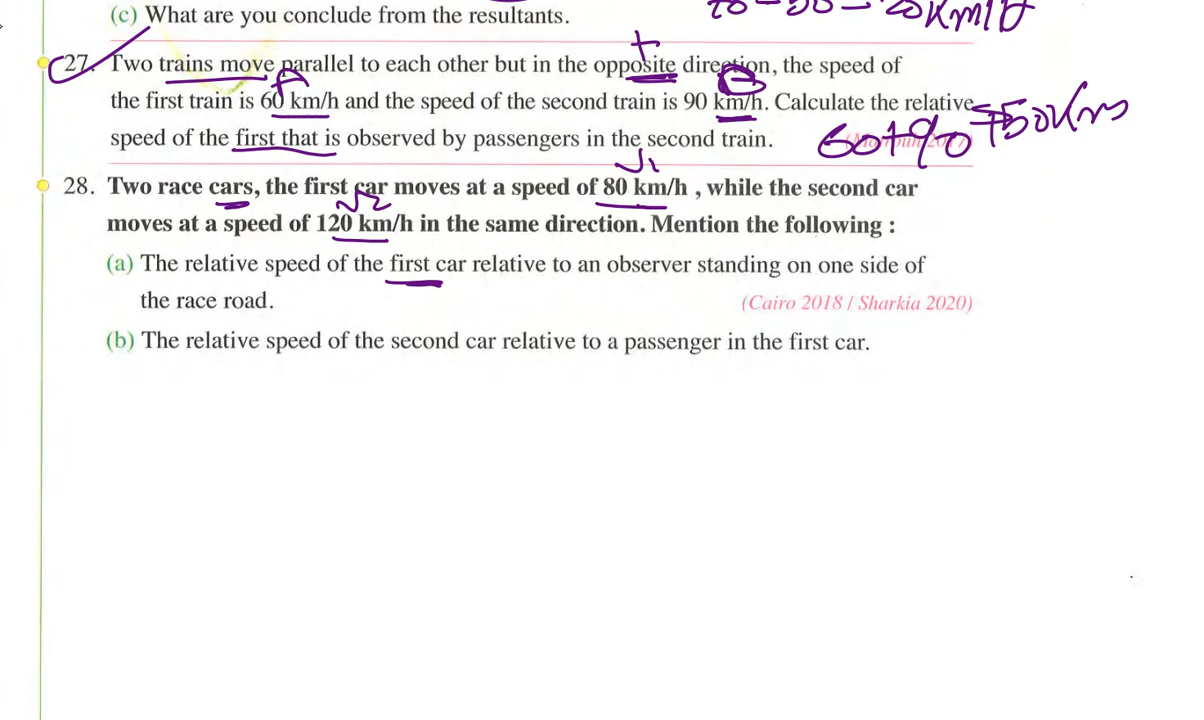 (c) What are you conclude from the resultants.
27. Two trains move parallel to each other but in the opposite direction, the speed of
the first train is 60 km/h and the speed of the second train is 90 km/h. Calculate the relative
speed of the first that is observed by passengers in the second train.
60+90
28. Two race cars, the first car moves at a speed of 80 km/h , while the second car
moves at a speed of 120 km/h in the same direction. Mention the following :
(a) The relative speed of the first car relative to an observer standing on one side of
the race road. (Cairo 2018 / Sharkia 2020)
(b) The relative speed of the second car relative to a passenger in the first car.